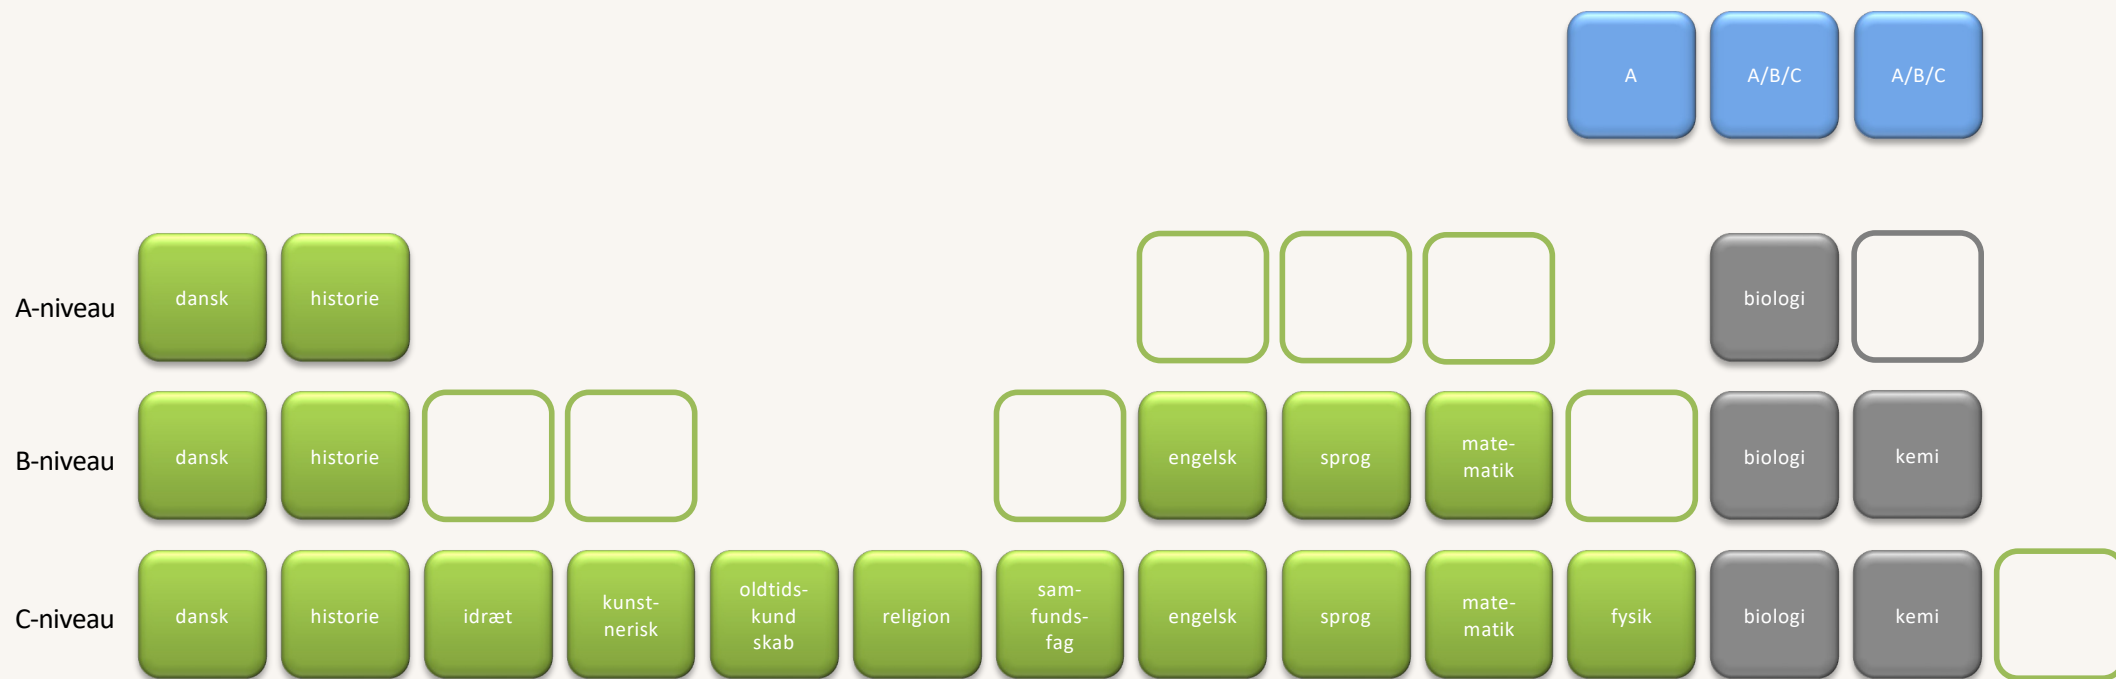 A A/B/C A/B/C
A-niveau dansk historie biologi
B-niveau dansk historie engelsk sprog mate-
matik biologi kemi
C-niveau dansk historie idræt kunst-
nerisk oldtids-
kund
skab religion sam-
funds-
fag engelsk sprog mate-
matik fysik biologi kemi